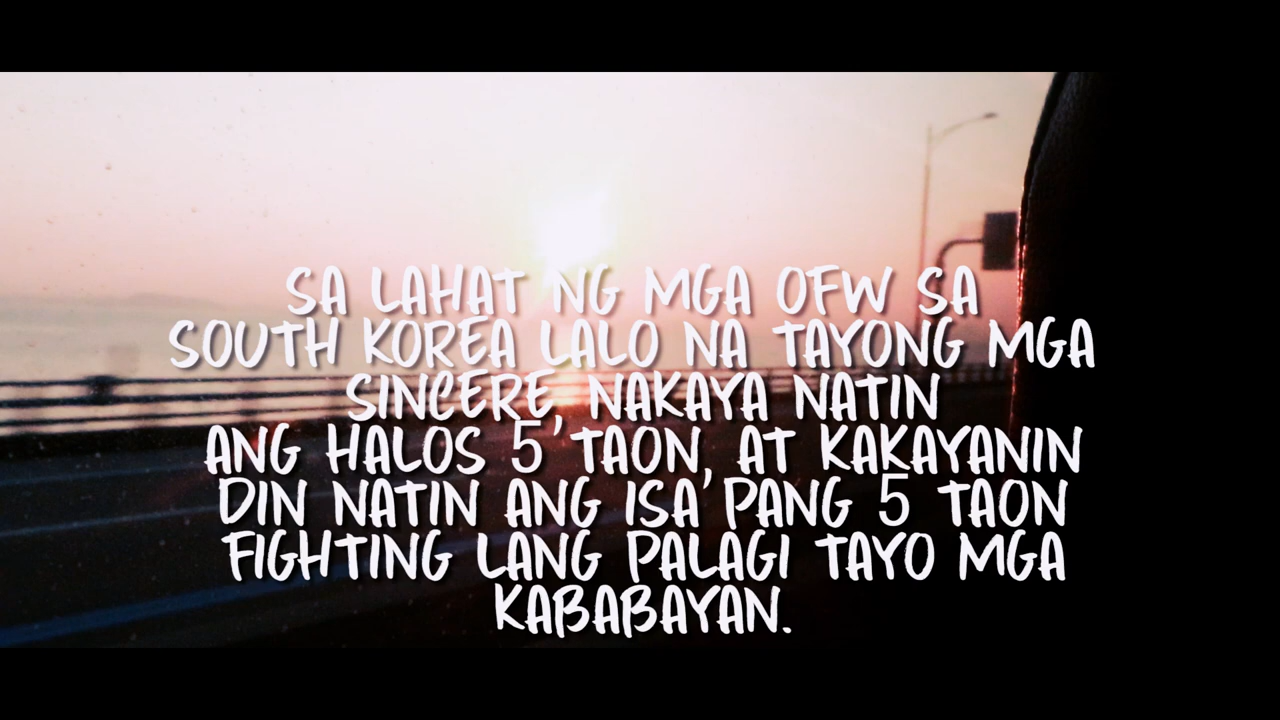 SA LAHAT NG MGA OFW SA
SOUTH KOREA LALO NA TAYONG MGA
SINCERE, NAKAYA NATIN
ANG HALOS 5'TAON, AT KAKAYANIN
DIN NATIN ANG ISA'PANG 5 TAON
FIGHTING LANG PALAGI TAYO MGA
KABABAYAN.